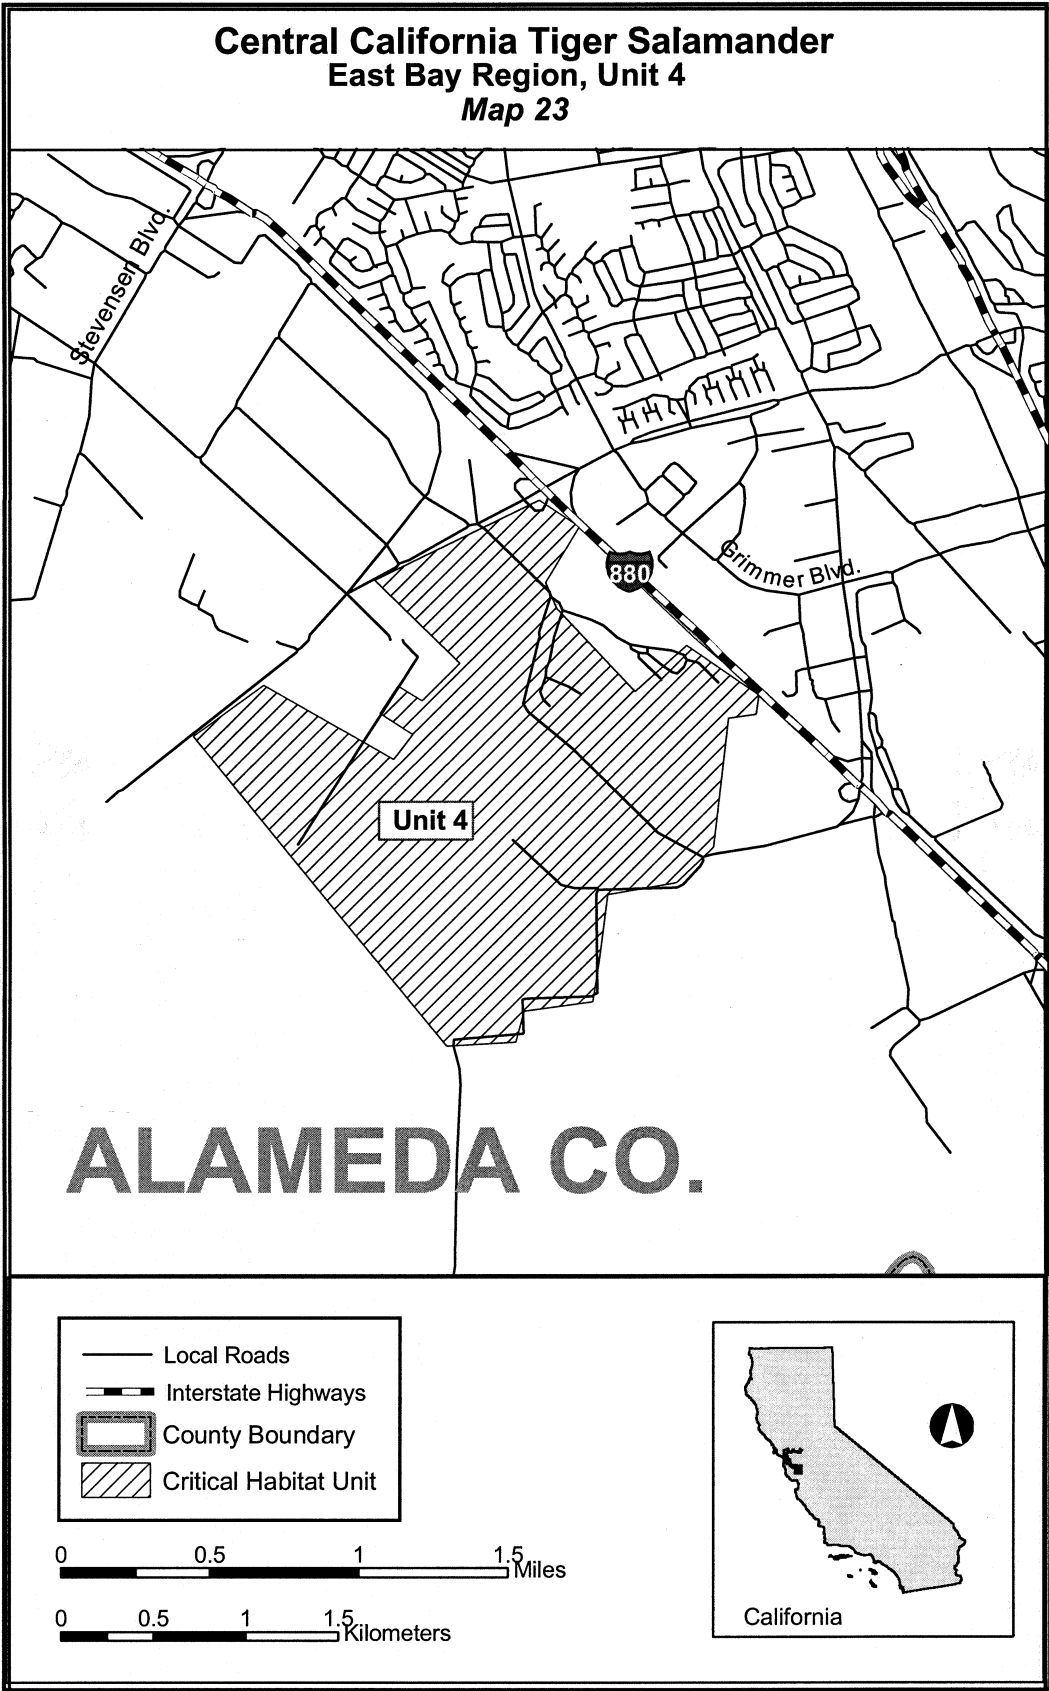 Central California Tiger Salamander
East Bay Region, Unit 4
Map 23
Stevensen Blvd.
880
Grimmer Blvd.
Unit 4
ALAMEDA CO.
Local Roads
Interstate Highways
County Boundary
Critical Habitat Unit
0 0.5 1 1.5 Miles
0 0.5 1 1.5 Kilometers
California